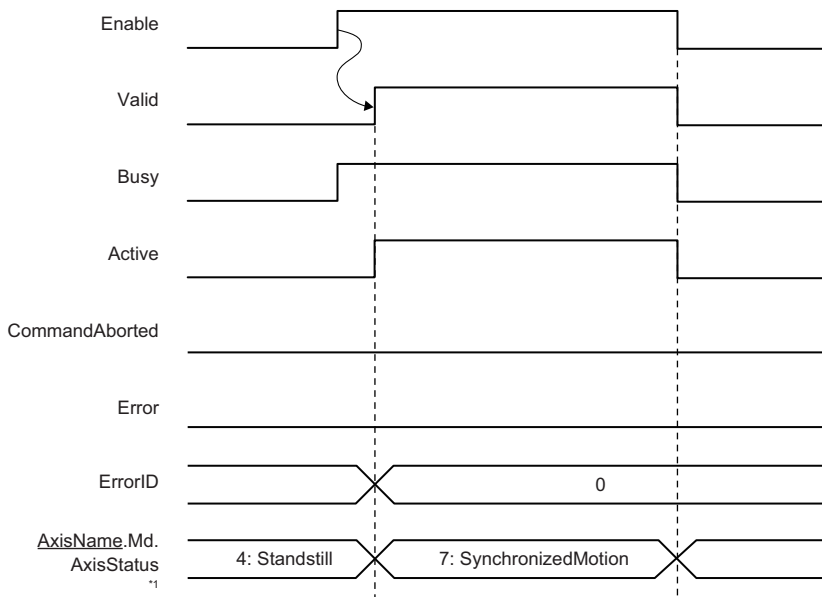 Enable
Valid
Busy
Active
CommandAborted
Error
ErrorID
0
AxisName.Md.
AxisStatus
*1
4: Standstill
7: SynchronizedMotion